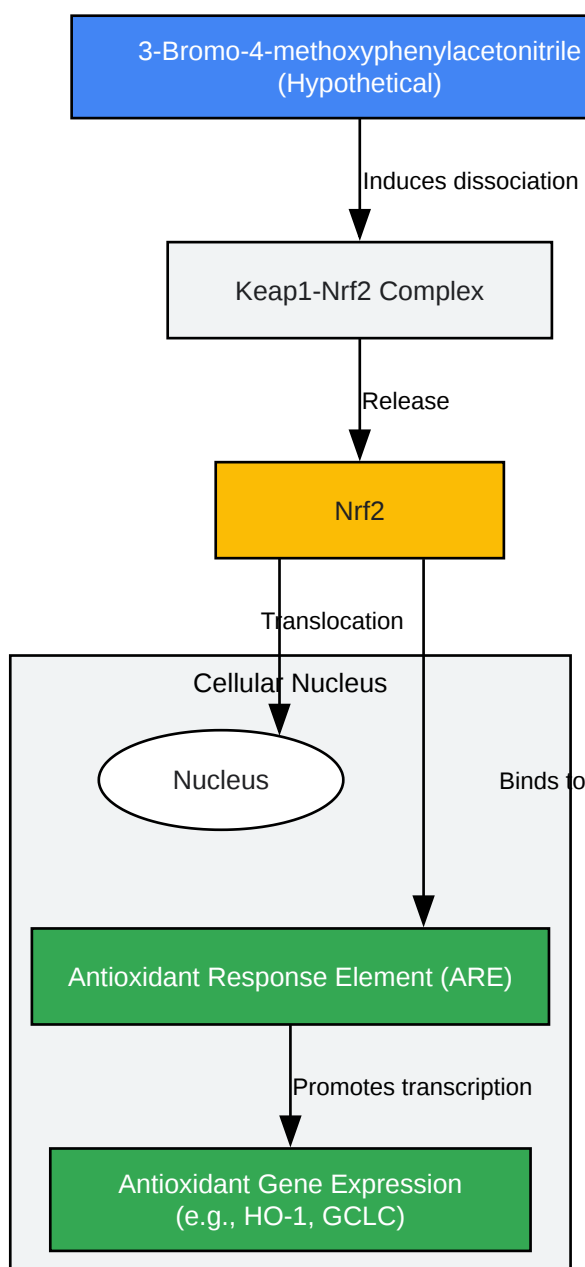 3-Bromo-4-methoxyphenylacetonitrile
(Hypothetical)
Induces dissociation
Keap1-Nrf2 Complex
Release
Nrf2
Translocation
Cellular Nucleus
Nucleus
Binds to
Antioxidant Response Element (ARE)
Promotes transcription
Antioxidant Gene Expression
(e.g., HO-1, GCLC)